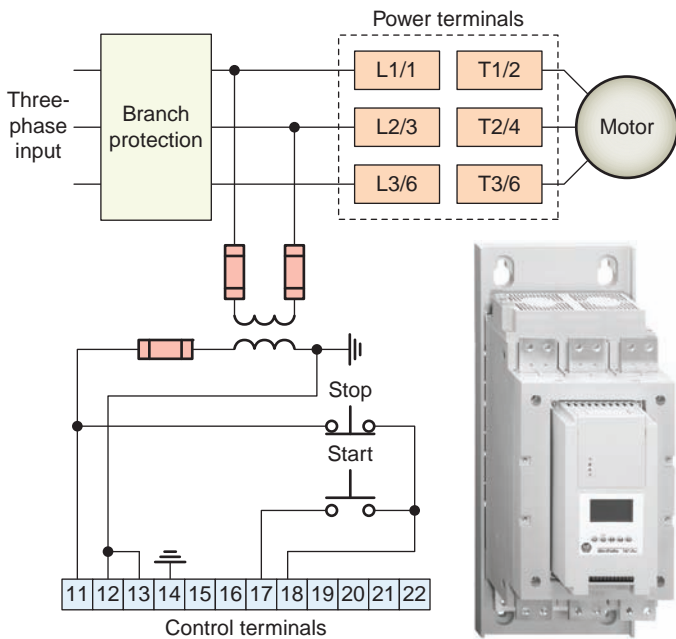 Power terminals
Three-
phase
input
Branch
protection
L1/1 T1/2
L2/3 T2/4
L3/6 T3/6
Motor
Stop
Start
11 12 13 14 15 16 17 18 19 20 21 22
Control terminals